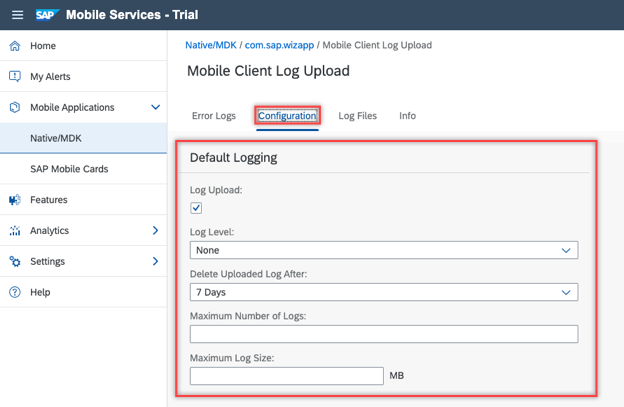 SAP Mobile Services - Trial
Home
My Alerts
Mobile Applications
Native/MDK
SAP Mobile Cards
Features
Analytics
Settings
Help
Native/MDK / com.sap.wizapp / Mobile Client Log Upload
Mobile Client Log Upload
Error Logs Configuration Log Files Info
Default Logging
Log Upload:
Log Level:
None
Delete Uploaded Log After:
7 Days
Maximum Number of Logs:
Maximum Log Size:
MB